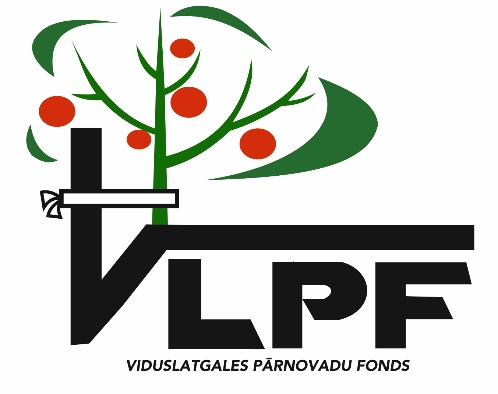 VLPF
VIDUSLATGALES PĀRNOVADU FONDS